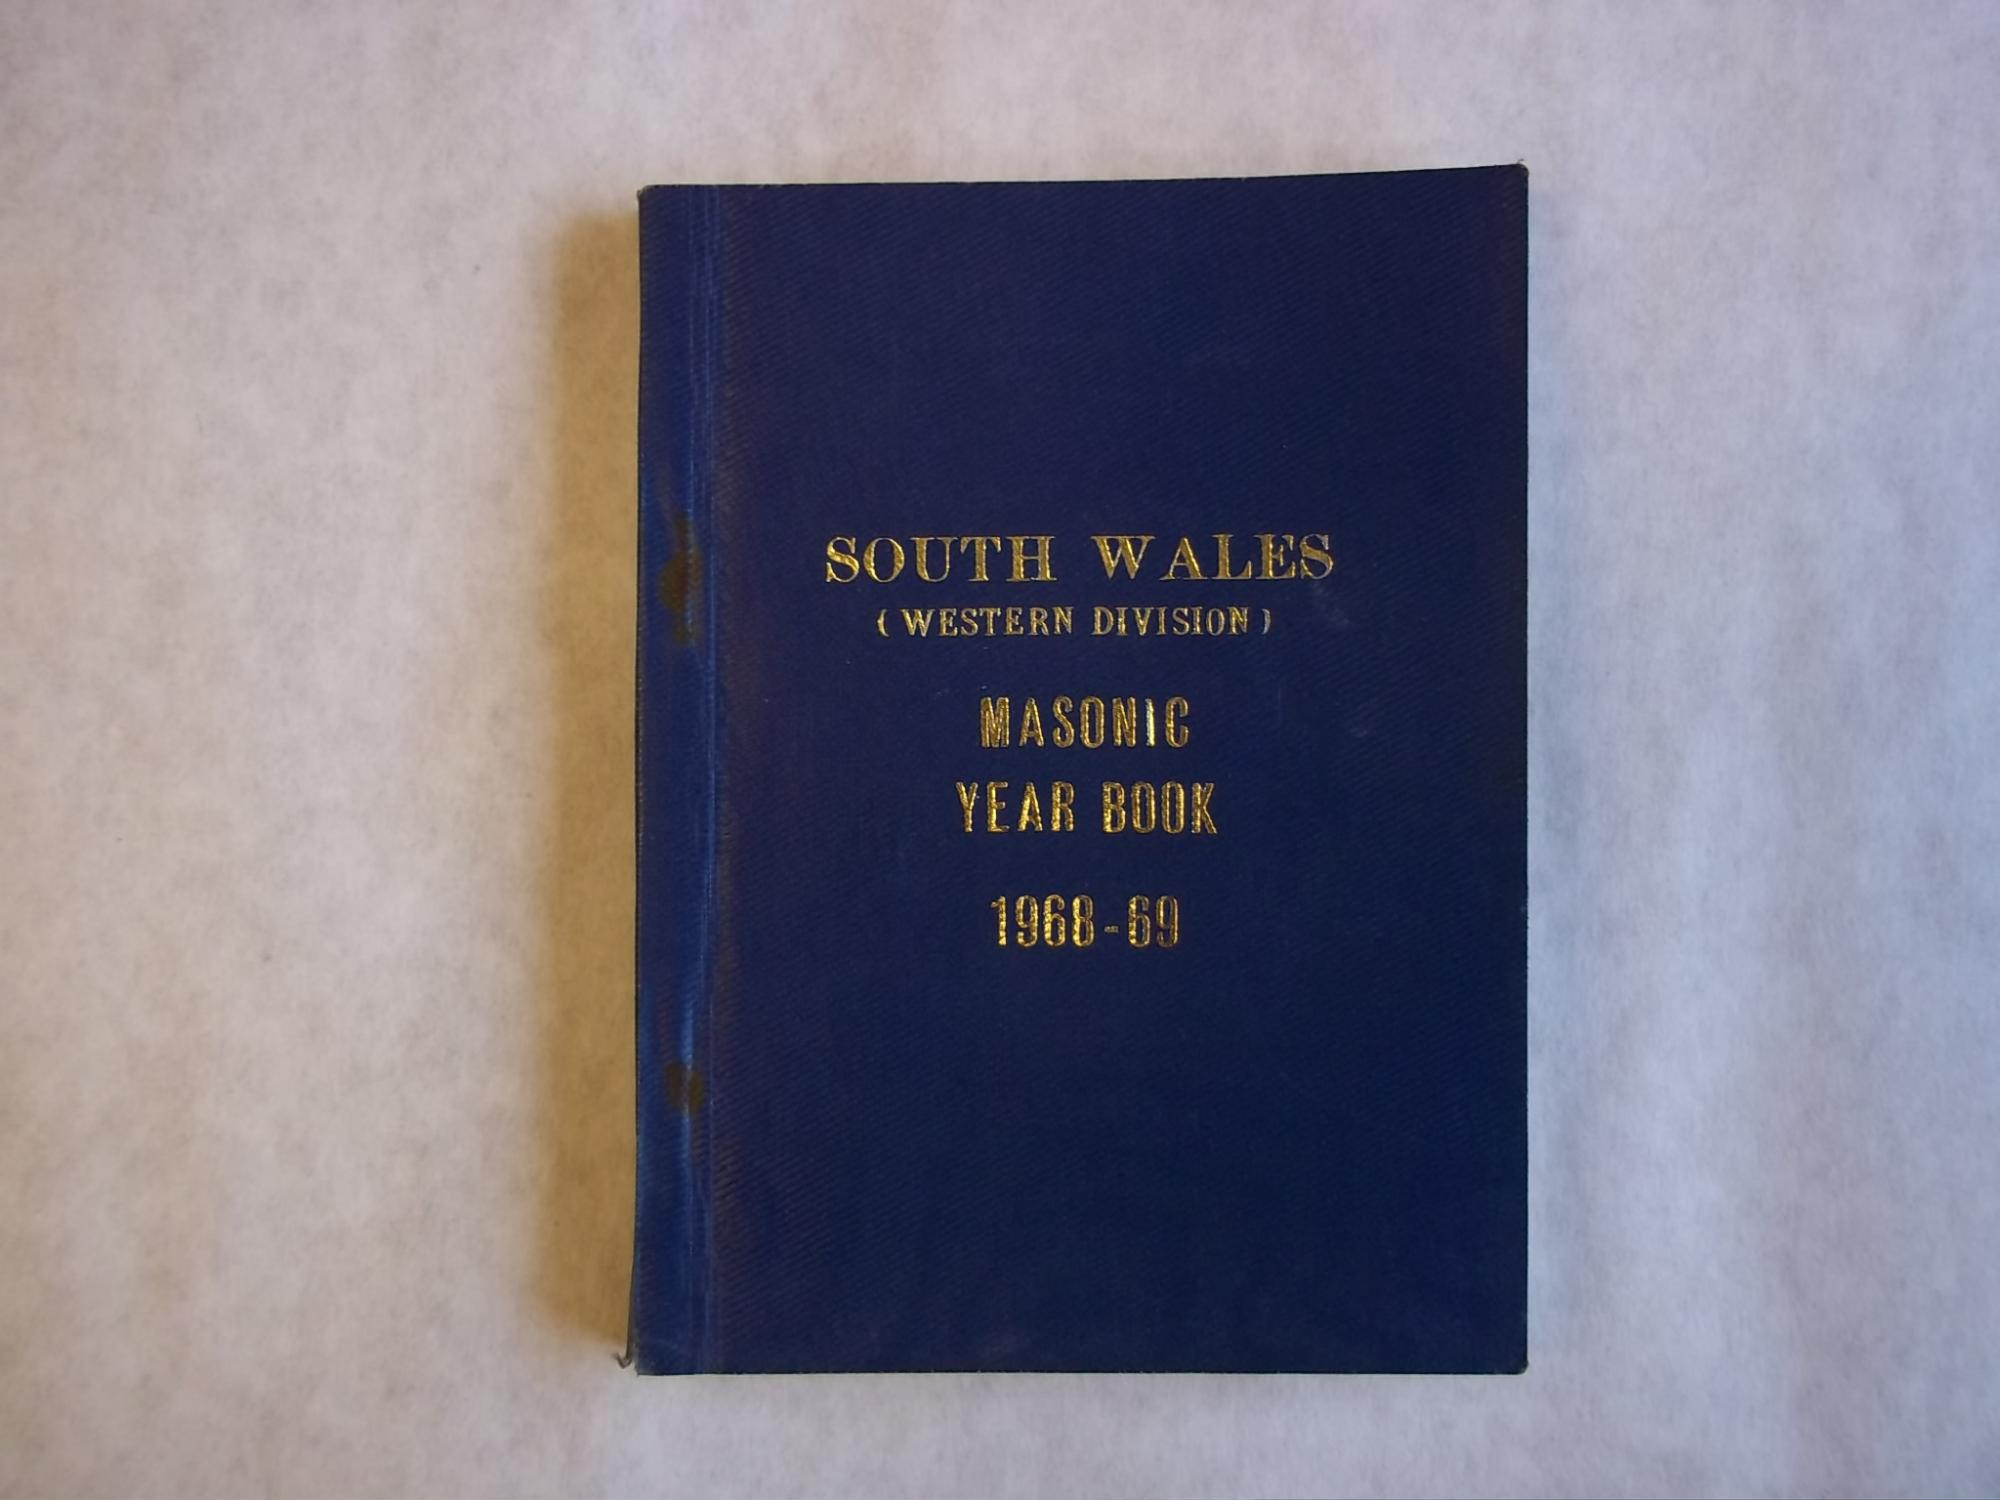 SOUTH WALES
(WESTERN DIVISION)
MASONIC
YEAR BOOK
1968-69